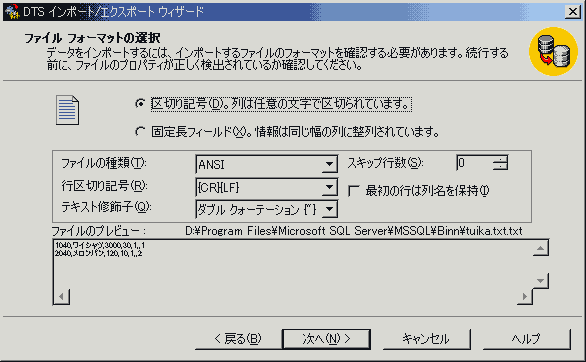 DTS インポート/エクスポート ウィザード
ファイル フォーマットの選択
データをインポートするには、インポートするファイルのフォーマットを確認する必要があります。続行する
前に、ファイルのプロパティが正しく検出されているか確認してください。
区切り記号(D)。列は任意の文字で区切られています。
固定長フィールド(X)。情報は同じ幅の列に整列されています。
ファイルの種類(T): ANSI スキップ行数(S): 0
行区切り記号(R): {CR}{LF} 最初の行は列名を保持(I)
テキスト修飾子(Q): ダブル クォーテーション {"}
ファイルのプレビュー: D:¥Program Files¥Microsoft SQL Server¥MSSQL¥Binn¥tuika.txt.txt
1040,ワイシャツ,3000,30,1,,1
2040,メロンパン,120,10,1,,2
< 戻る(B) 次へ(N) > キャンセル ヘルプ